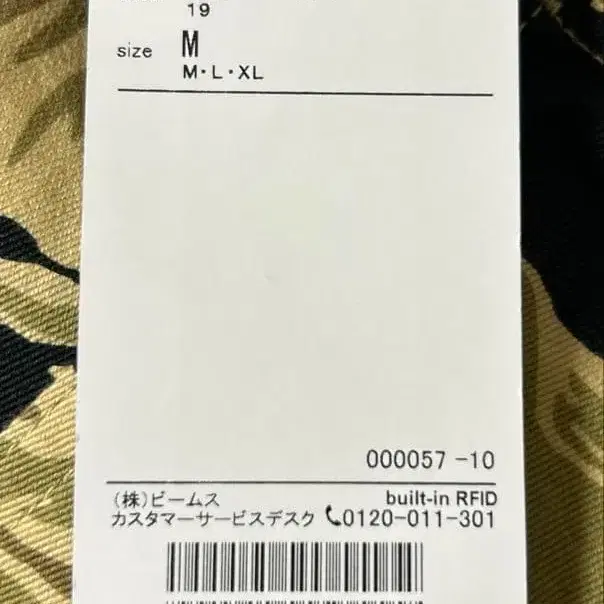 19
size M
M・L・XL
000057 -10
(株)ビームス built-in RFID
カスタマーサービスデスク 0120-011-301